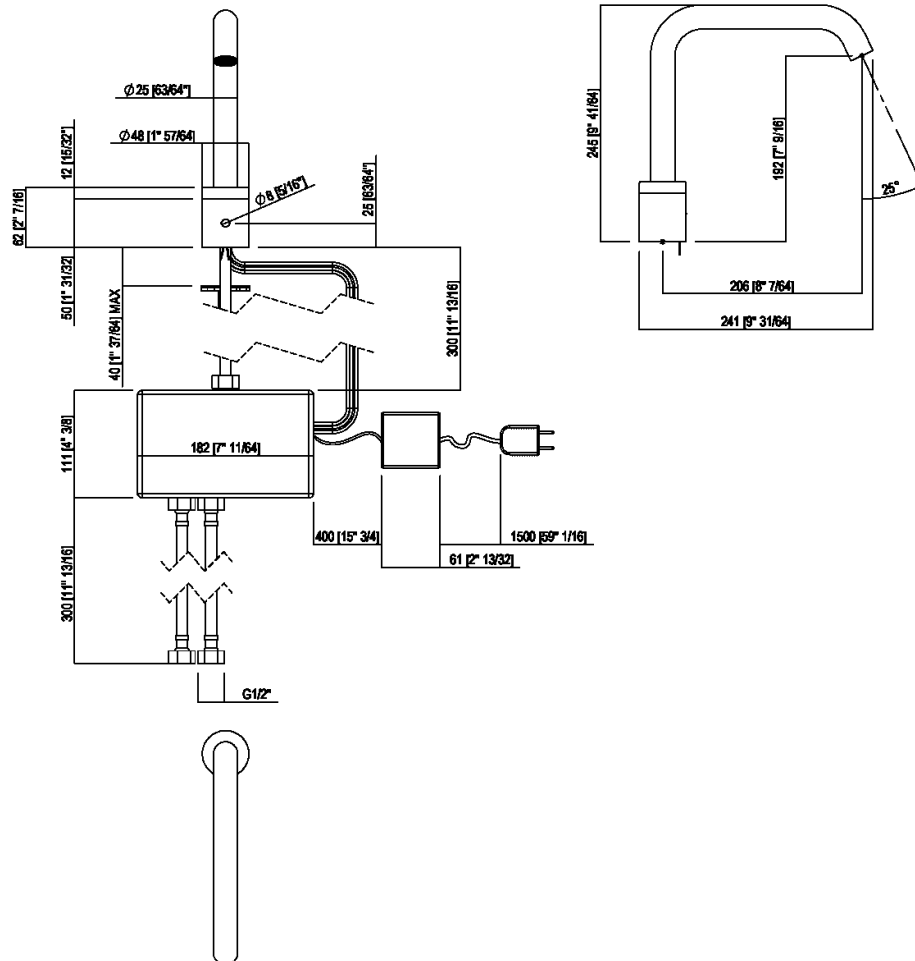 ⌀25 [63/64"]
⌀48 [1" 57/64]
12 [15/32"]
62 [2" 7/16]
⌀8 [5/16"]
25 [63/64"]
50 [1" 31/32]
40 [1" 37/64] MAX
300 [11" 13/16]
111 [4" 3/8]
182 [7" 11/64]
400 [15" 3/4]
1500 [59" 1/16]
61 [2" 13/32]
300 [11" 13/16]
G1/2"
245 [9" 41/64]
192 [7" 9/16]
25°
206 [8" 7/64]
241 [9" 31/64]